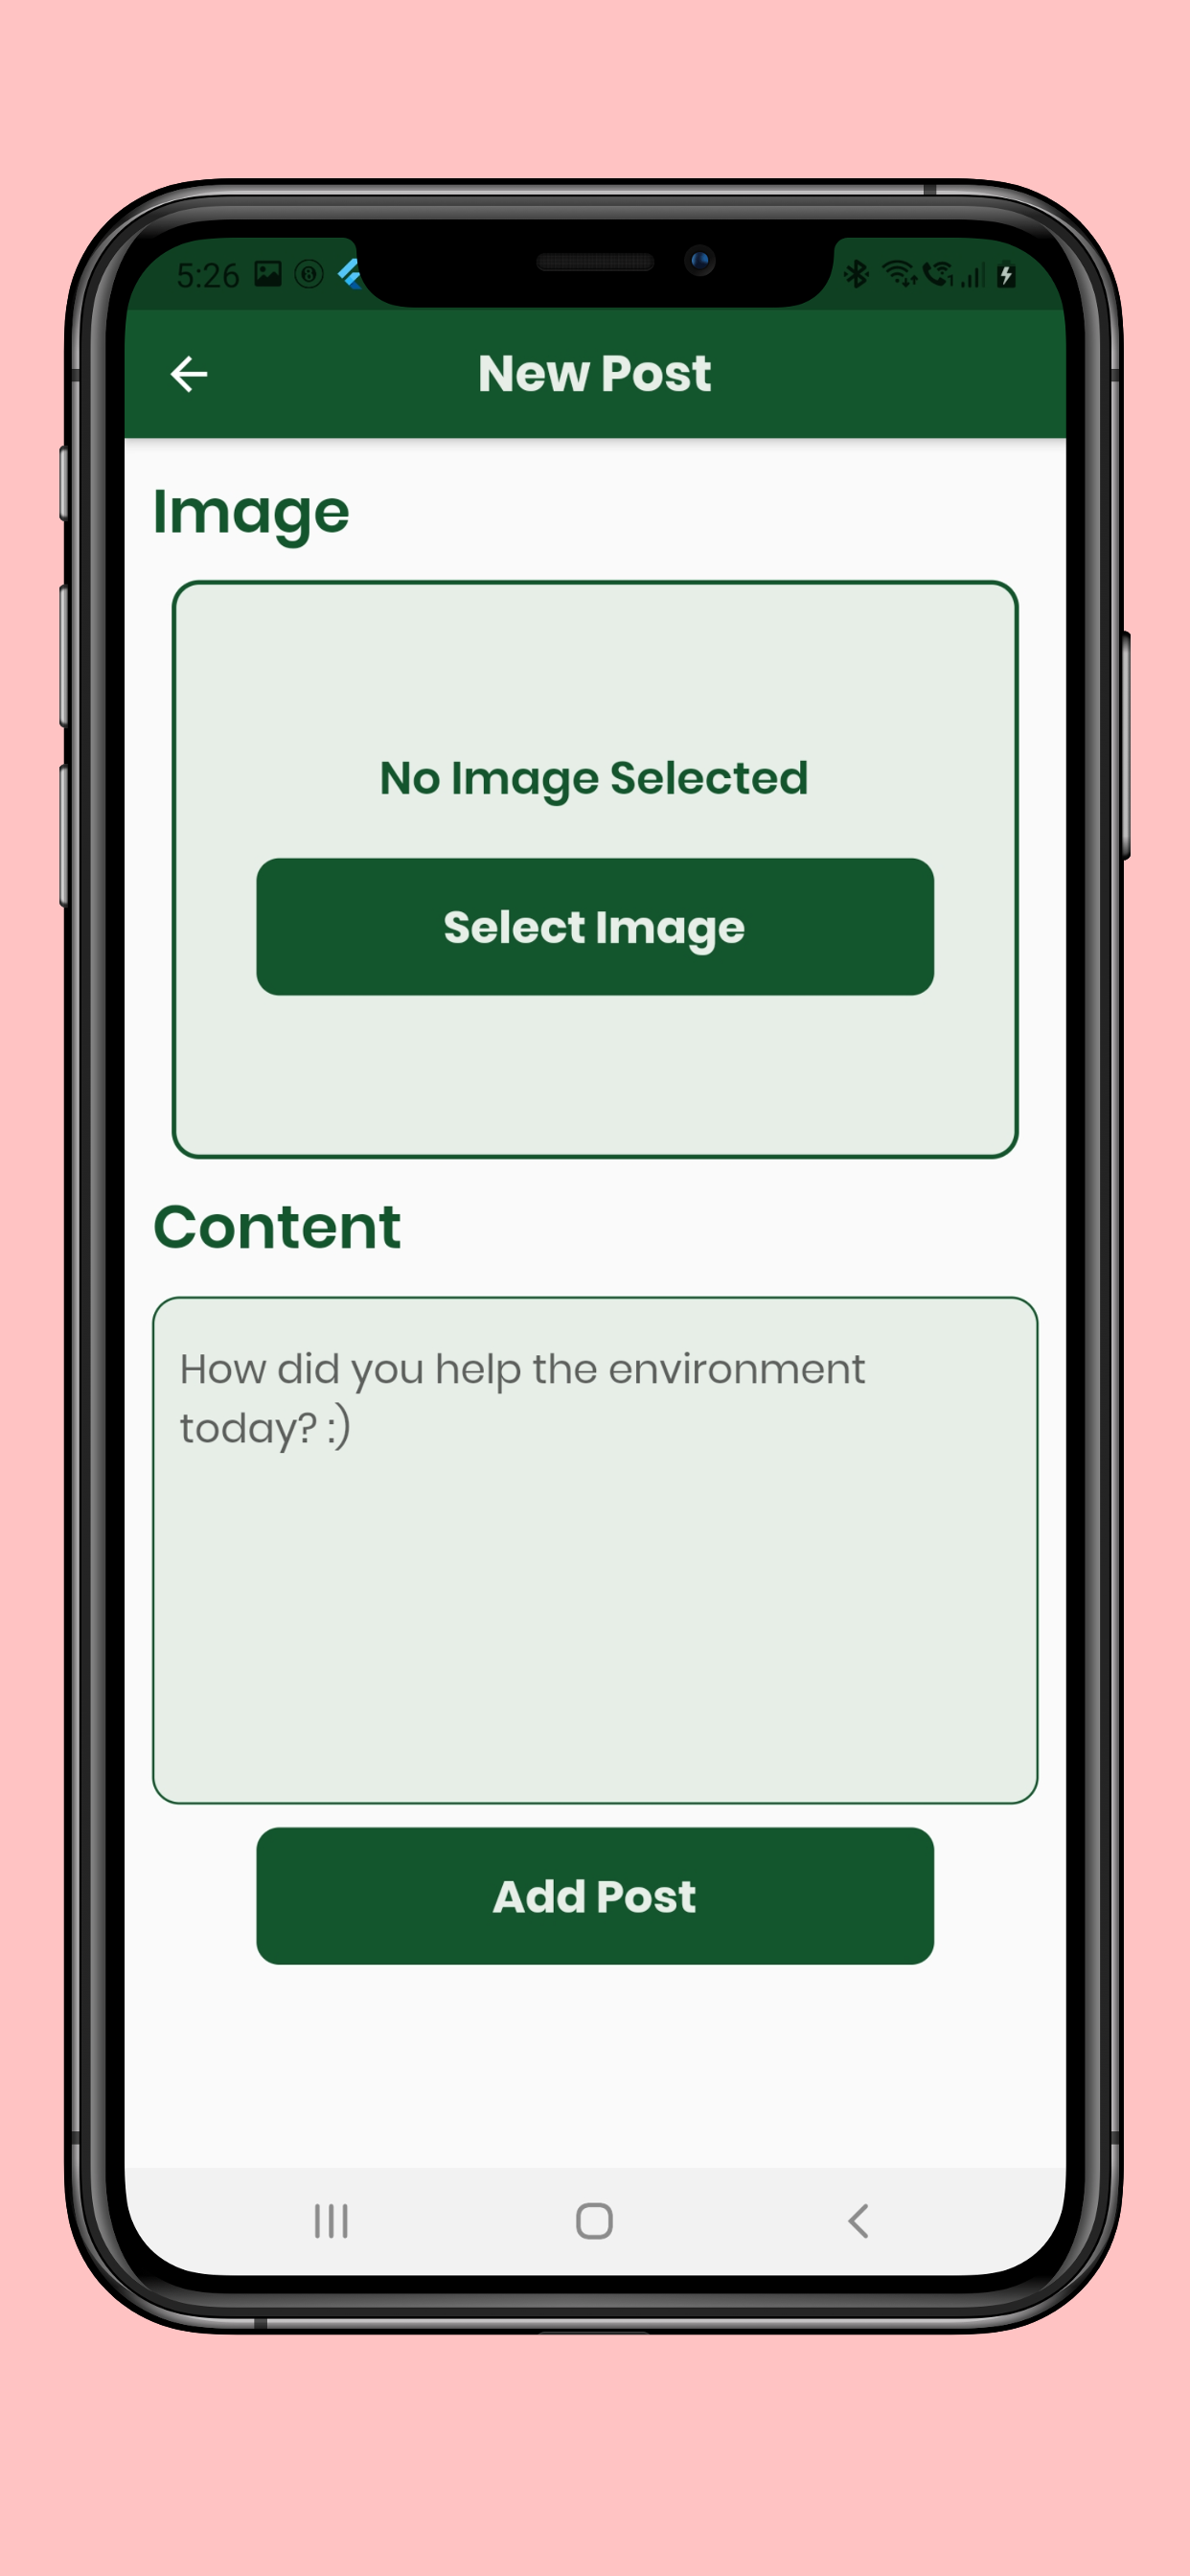 5:26
New Post
Image
No Image Selected
Select Image
Content
How did you help the environment
today? :)
Add Post